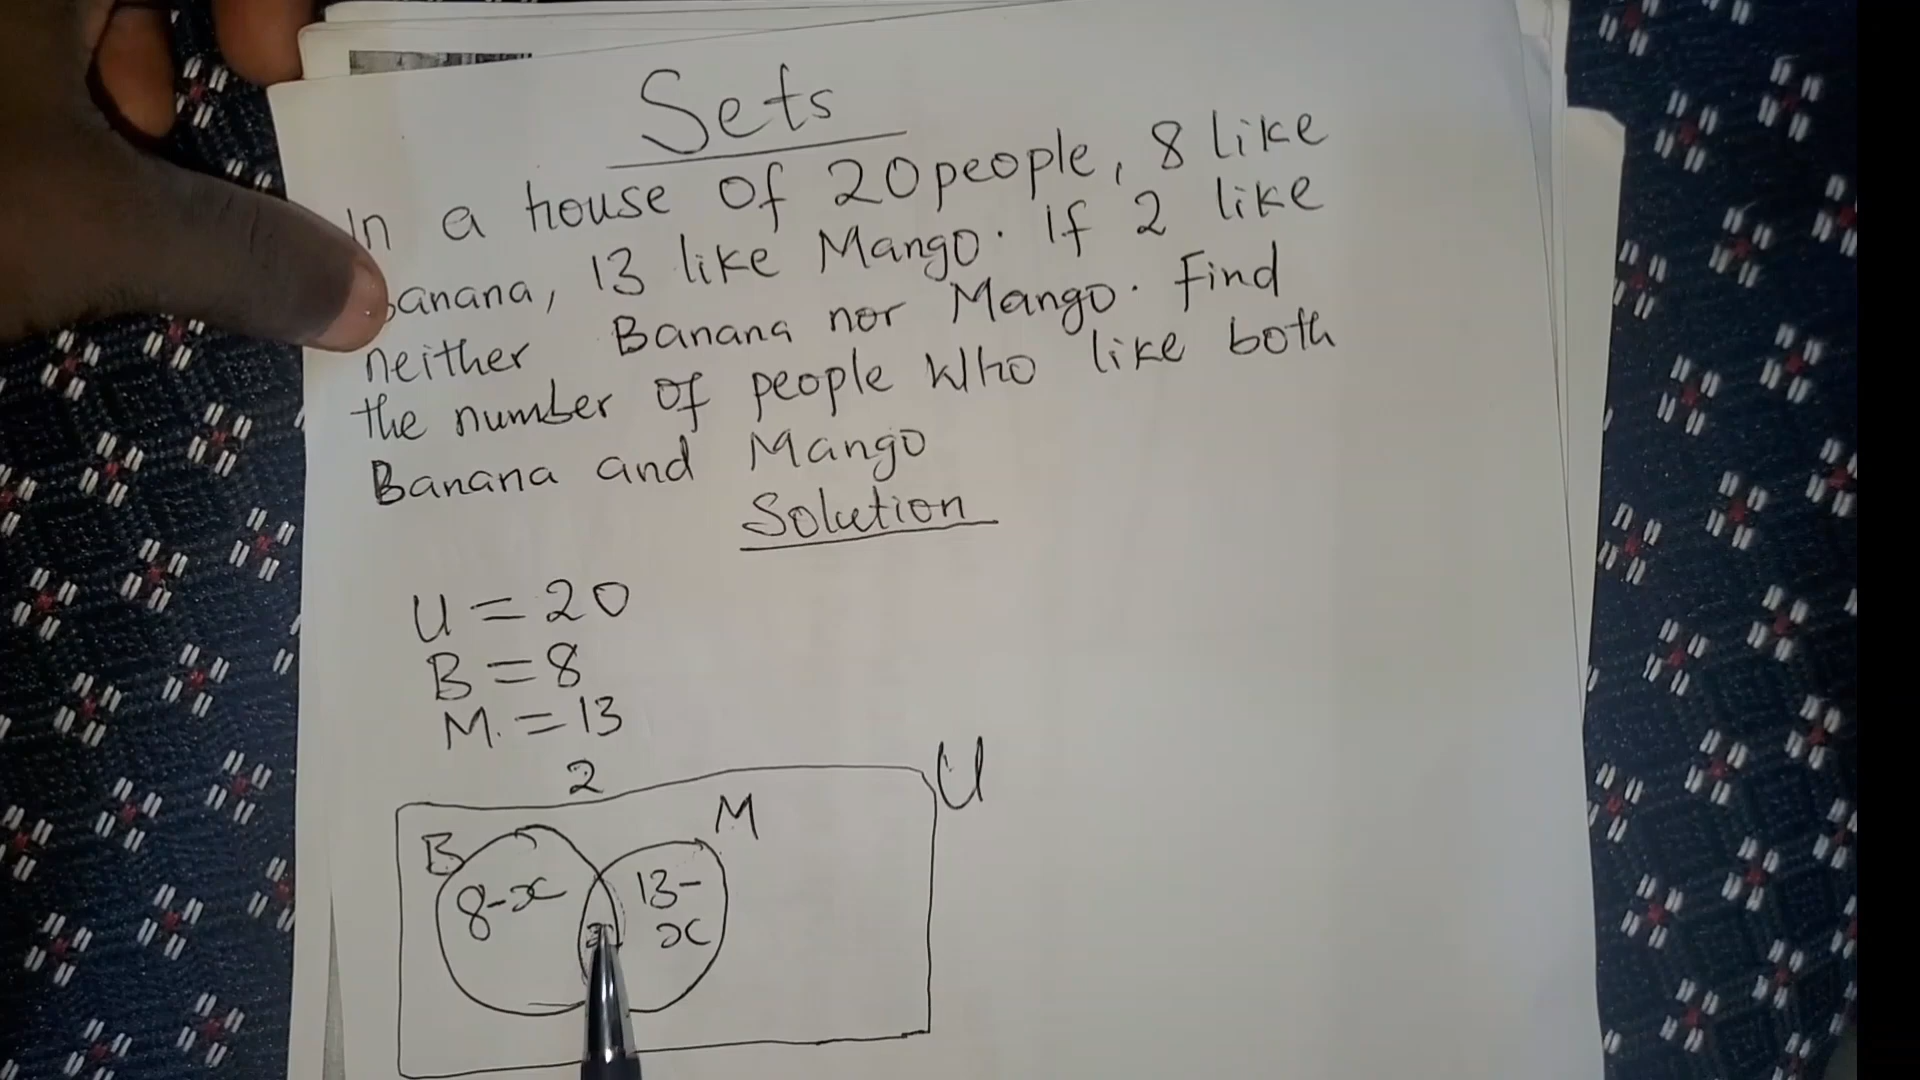 Sets
In a house of 20 people, 8 like
Banana, 13 like Mango. If 2 like
neither Banana nor Mango. Find
the number of people Who like both
Banana and Mango
Solution
U = 20
B = 8
M. = 13
2
U
B
M
8-x
13-
x